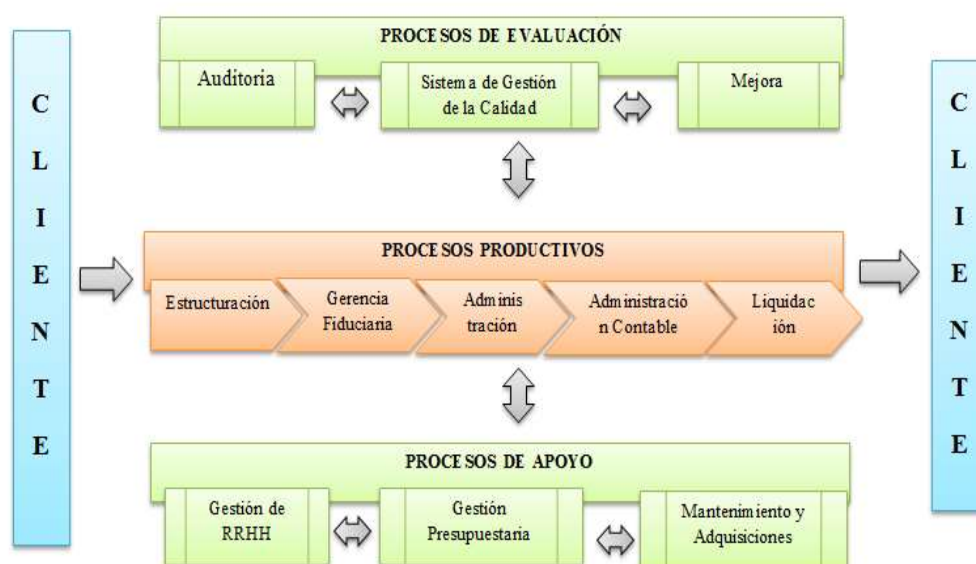 C
L
I
E
N
T
E
PROCESOS DE EVALUACIÓN
Auditoria
Sistema de Gestión
de la Calidad
Mejora
PROCESOS PRODUCTIVOS
Estructuración
Gerencia
Fiduciaria
Adminis
tración
Administració
n Contable
Liquidac
ión
PROCESOS DE APOYO
Gestión de
RRHH
Gestión
Presupuestaria
Mantenimiento y
Adquisiciones
C
L
I
E
N
T
E